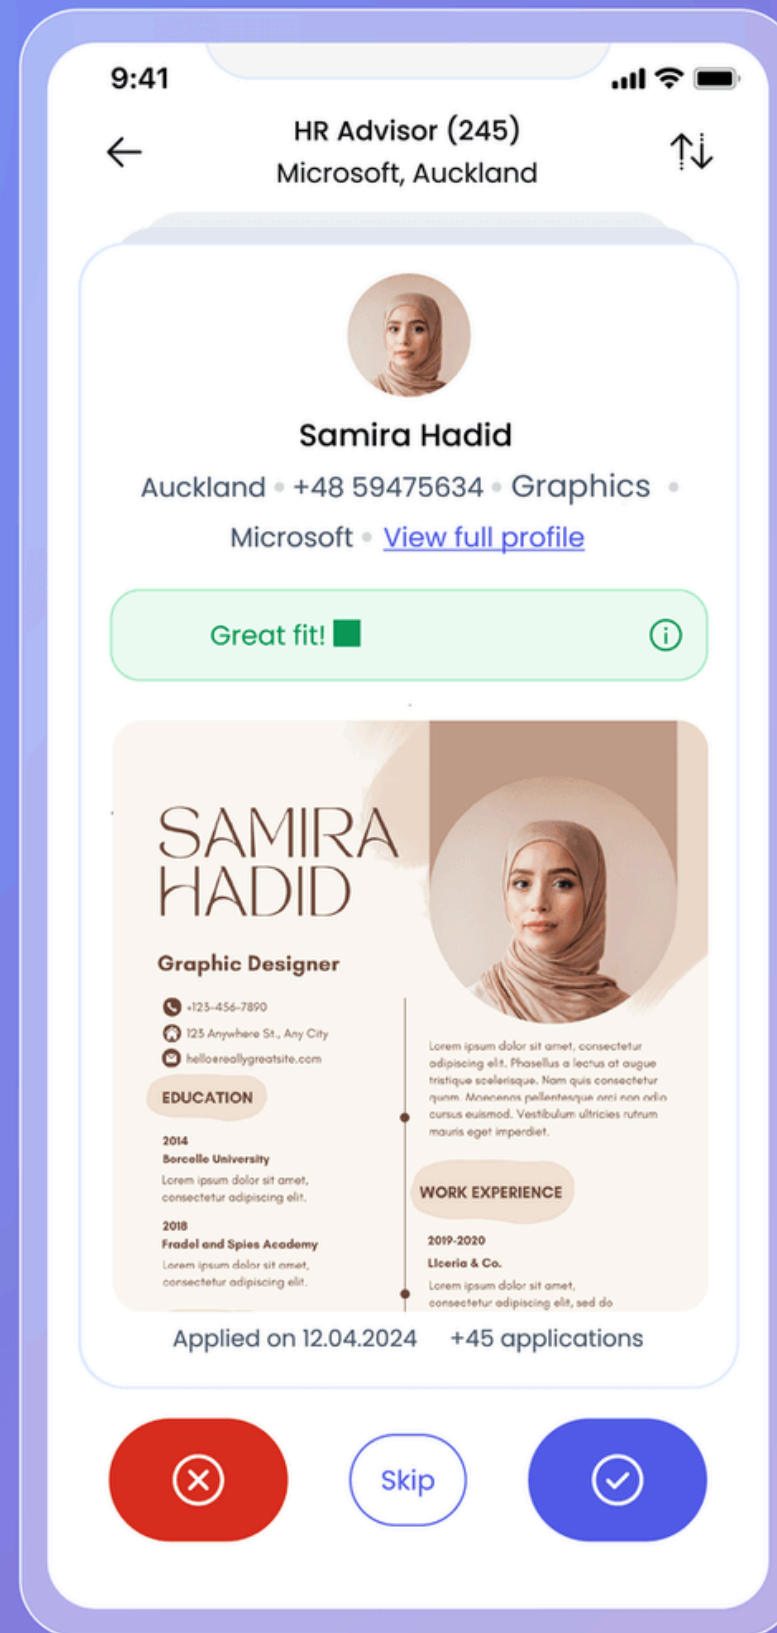 9:41
HR Advisor (245)
Microsoft, Auckland
Samira Hadid
Auckland • +48 59475634 • Graphics •
Microsoft • View full profile
Great fit!
SAMIRA
HADID
Graphic Designer
+123-456-7890
123 Anywhere St., Any City
hello@reallygreatsite.com
EDUCATION
2014
Borcelle University
Lorem ipsum dolor sit amet,
consectetur adipiscing elit.
2018
Fradel and Spies Academy
Lorem ipsum dolor sit amet,
consectetur adipiscing elit.
Lorem ipsum dolor sit amet, consectetur
adipiscing elit. Phasellus a lectus at augue
tristique scelerisque. Nam quis consectetur
quam. Maecenas pellentesque orci non odio
cursus euismod. Vestibulum ultricies rutrum
mauris eget imperdiet.
WORK EXPERIENCE
2019-2020
Liceria & Co.
Lorem ipsum dolor sit amet,
consectetur adipiscing elit, sed do
Applied on 12.04.2024 +45 applications
Skip